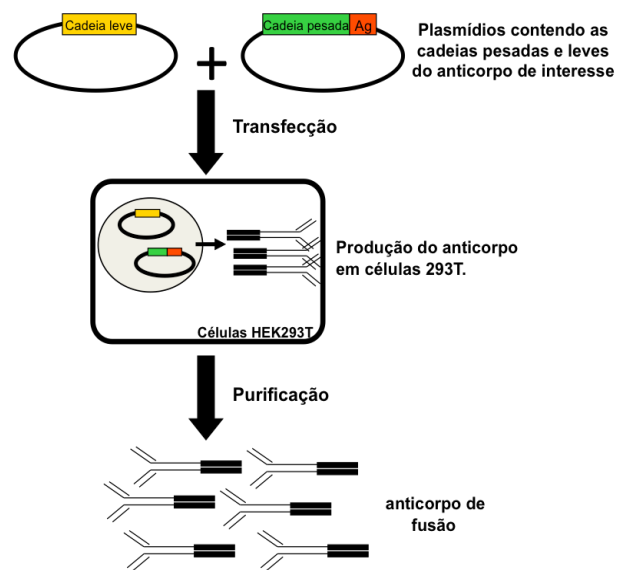 Cadeia leve
Cadeia pesada
Ag
Plasmídios contendo as
cadeias pesadas e leves
do anticorpo de interesse
+
Transfecção
Produção do anticorpo
em células 293T.
Células HEK293T
Purificação
anticorpo de
fusão